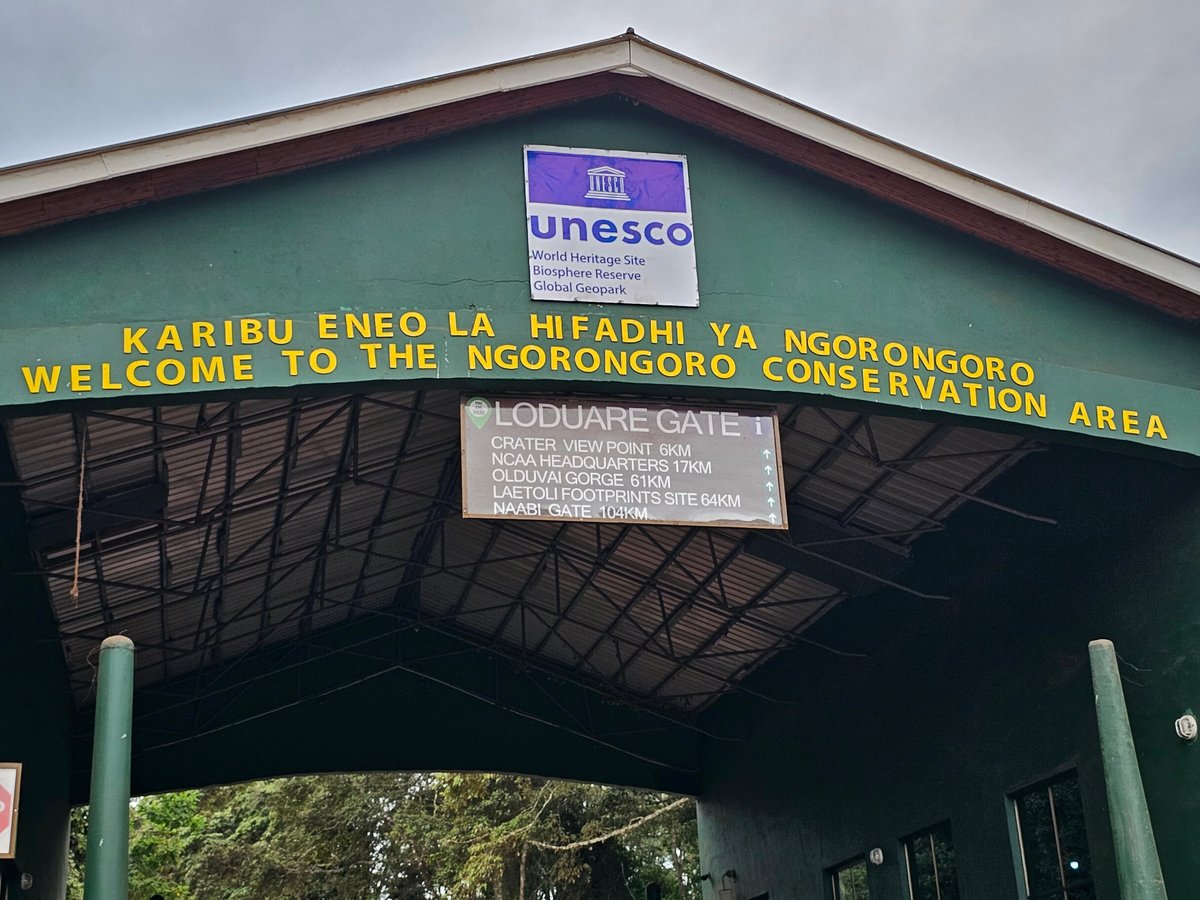 UNESCO
unesco
World Heritage Site
Biosphere Reserve
Global Geopark
KARIBU ENEO LA HIFADHI YA NGORONGORO
WELCOME TO THE NGORONGORO CONSERVATION AREA
LODUARE GATE i
CRATER VIEW POINT 6KM
NCAA HEADQUARTERS 17KM
OLDUVAI GORGE 61KM
LAETOLI FOOTPRINTS SITE 64KM
NAABI GATE 104KM